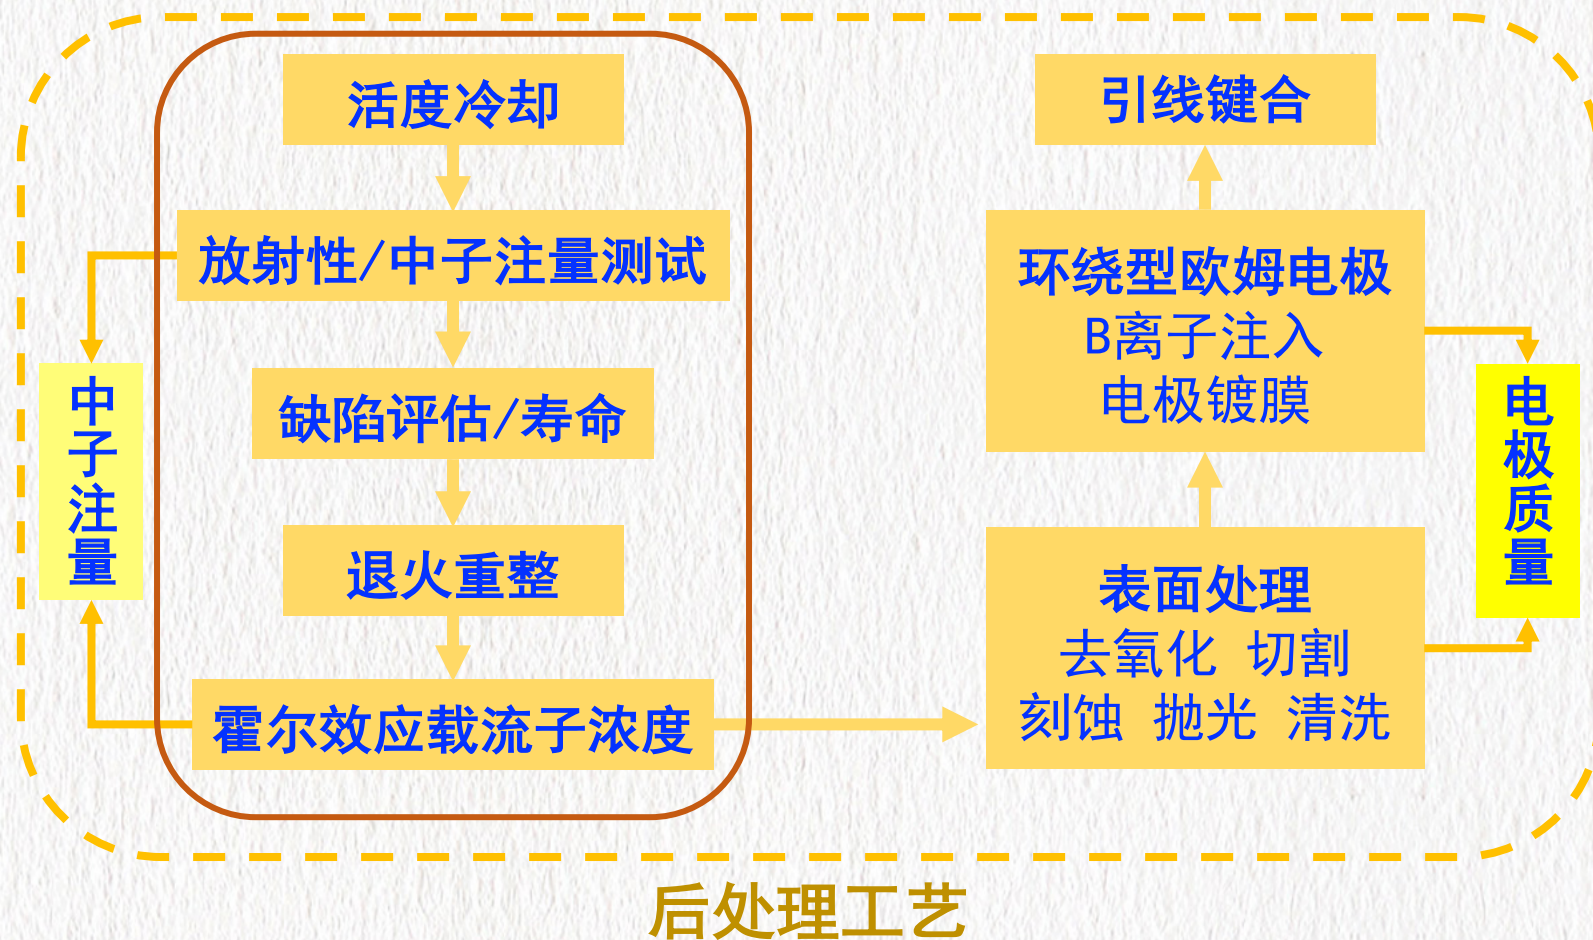 活度冷却
放射性/中子注量测试
缺陷评估/寿命
退火重整
霍尔效应载流子浓度
中子注量
引线键合
环绕型欧姆电极
B离子注入
电极镀膜
表面处理
去氧化 切割
刻蚀 抛光 清洗
电极质量
后处理工艺